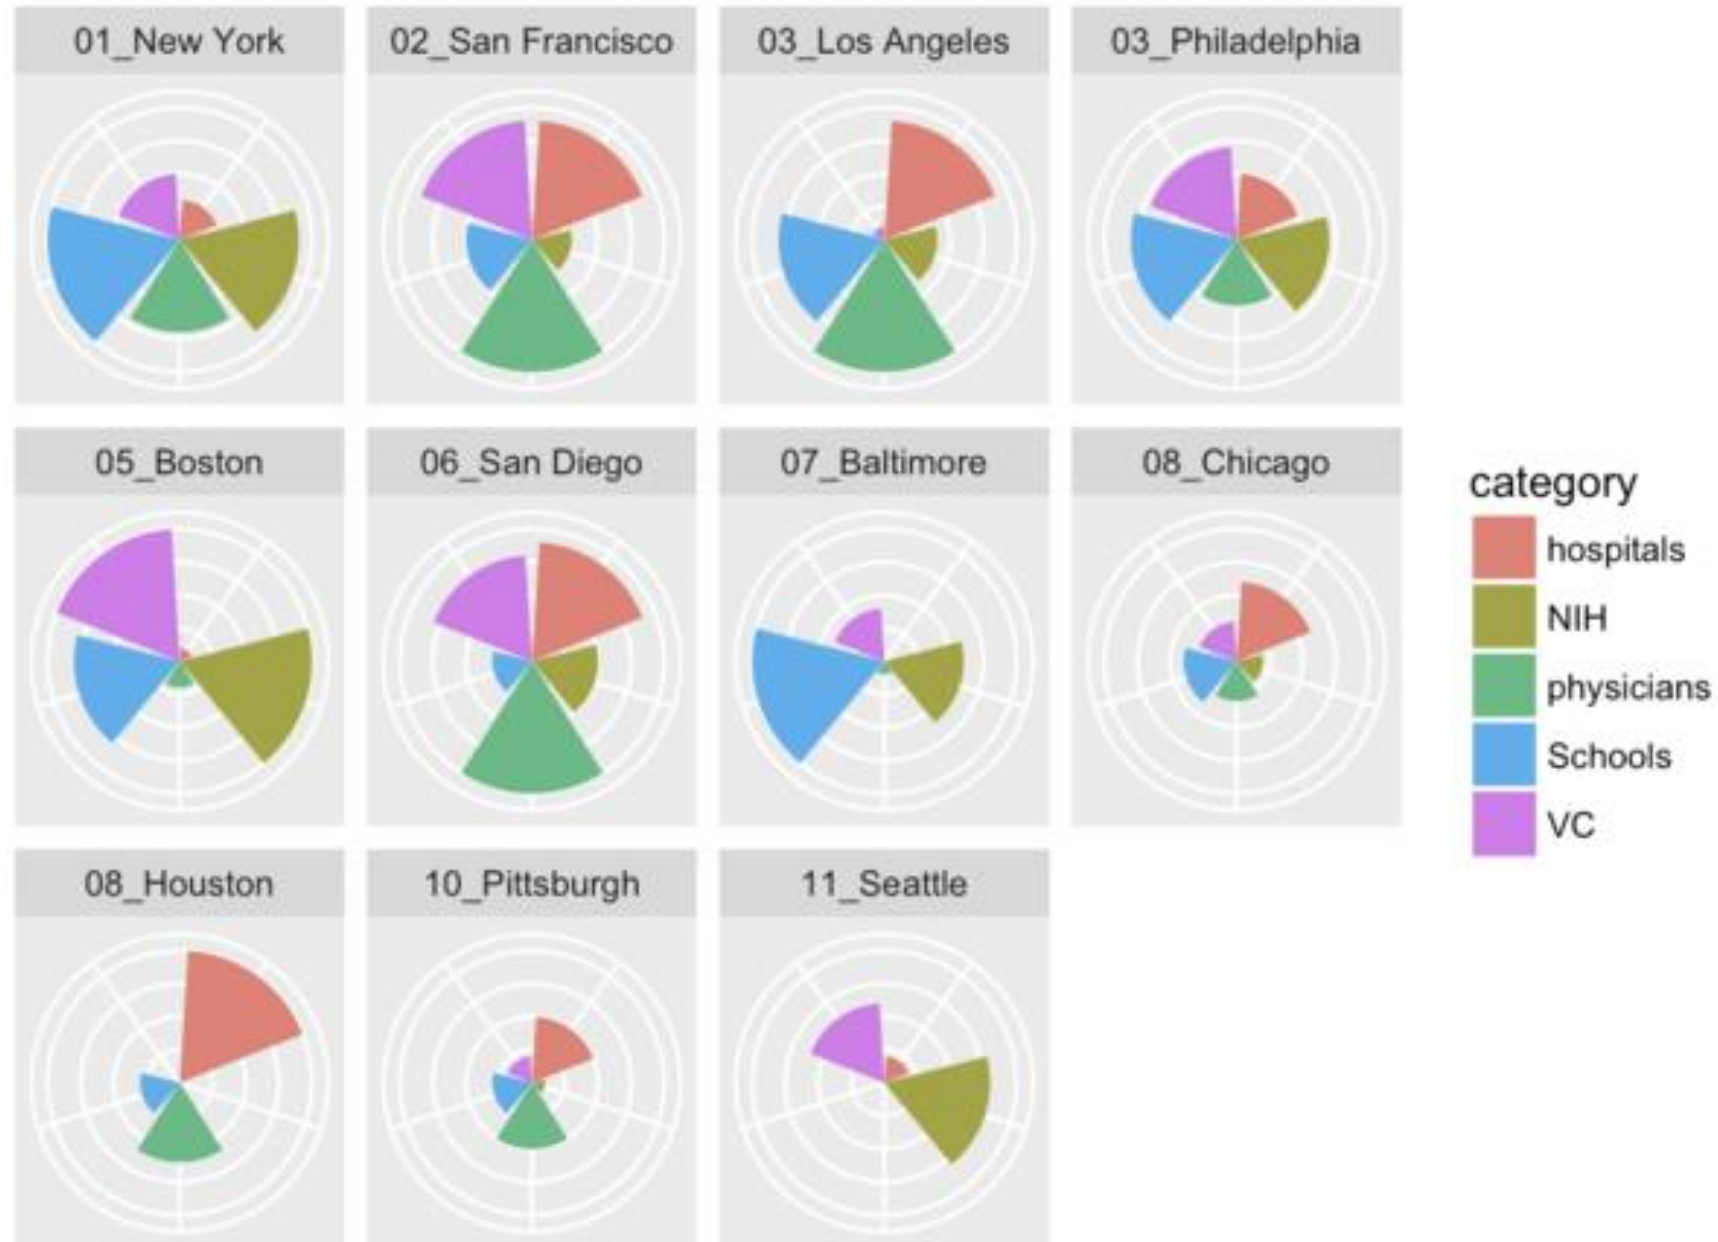 01_New York
02_San Francisco
03_Los Angeles
03_Philadelphia
05_Boston
06_San Diego
07_Baltimore
08_Chicago
08_Houston
10_Pittsburgh
11_Seattle
category
hospitals
NIH
physicians
Schools
VC